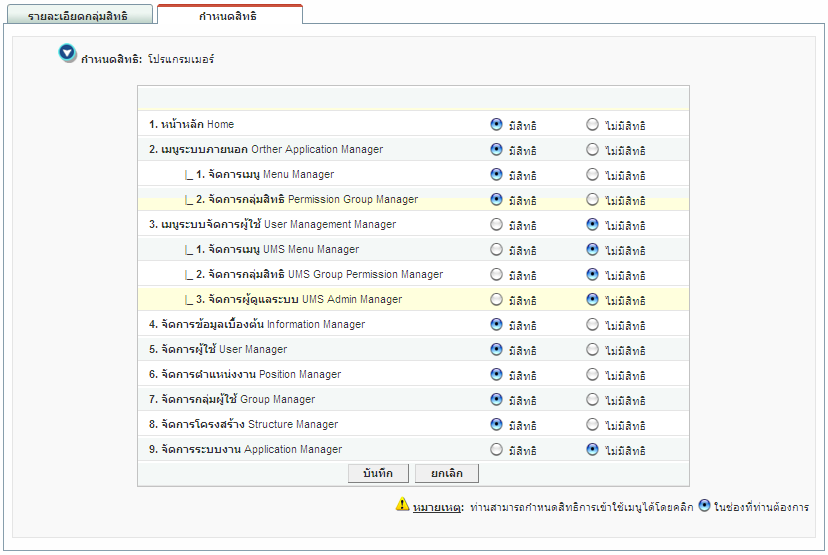 รายละเอียดกลุ่มสิทธิ กำหนดสิทธิ
กำหนดสิทธิ: โปรแกรมเมอร์
1. หน้าหลัก Home มีสิทธิ ไม่มีสิทธิ
2. เมนูระบบภายนอก Orther Application Manager มีสิทธิ ไม่มีสิทธิ
|_ 1. จัดการเมนู Menu Manager มีสิทธิ ไม่มีสิทธิ
|_ 2. จัดการกลุ่มสิทธิ Permission Group Manager มีสิทธิ ไม่มีสิทธิ
3. เมนูระบบจัดการผู้ใช้ User Management Manager มีสิทธิ ไม่มีสิทธิ
|_ 1. จัดการเมนู UMS Menu Manager มีสิทธิ ไม่มีสิทธิ
|_ 2. จัดการกลุ่มสิทธิ UMS Group Permission Manager มีสิทธิ ไม่มีสิทธิ
|_ 3. จัดการผู้ดูแลระบบ UMS Admin Manager มีสิทธิ ไม่มีสิทธิ
4. จัดการข้อมูลเบื้องต้น Information Manager มีสิทธิ ไม่มีสิทธิ
5. จัดการผู้ใช้ User Manager มีสิทธิ ไม่มีสิทธิ
6. จัดการตำแหน่งงาน Position Manager มีสิทธิ ไม่มีสิทธิ
7. จัดการกลุ่มผู้ใช้ Group Manager มีสิทธิ ไม่มีสิทธิ
8. จัดการโครงสร้าง Structure Manager มีสิทธิ ไม่มีสิทธิ
9. จัดการระบบงาน Application Manager มีสิทธิ ไม่มีสิทธิ
บันทึก ยกเลิก
หมายเหตุ: ท่านสามารถกำหนดสิทธิการเข้าใช้เมนูได้โดยคลิก ในช่องที่ท่านต้องการ